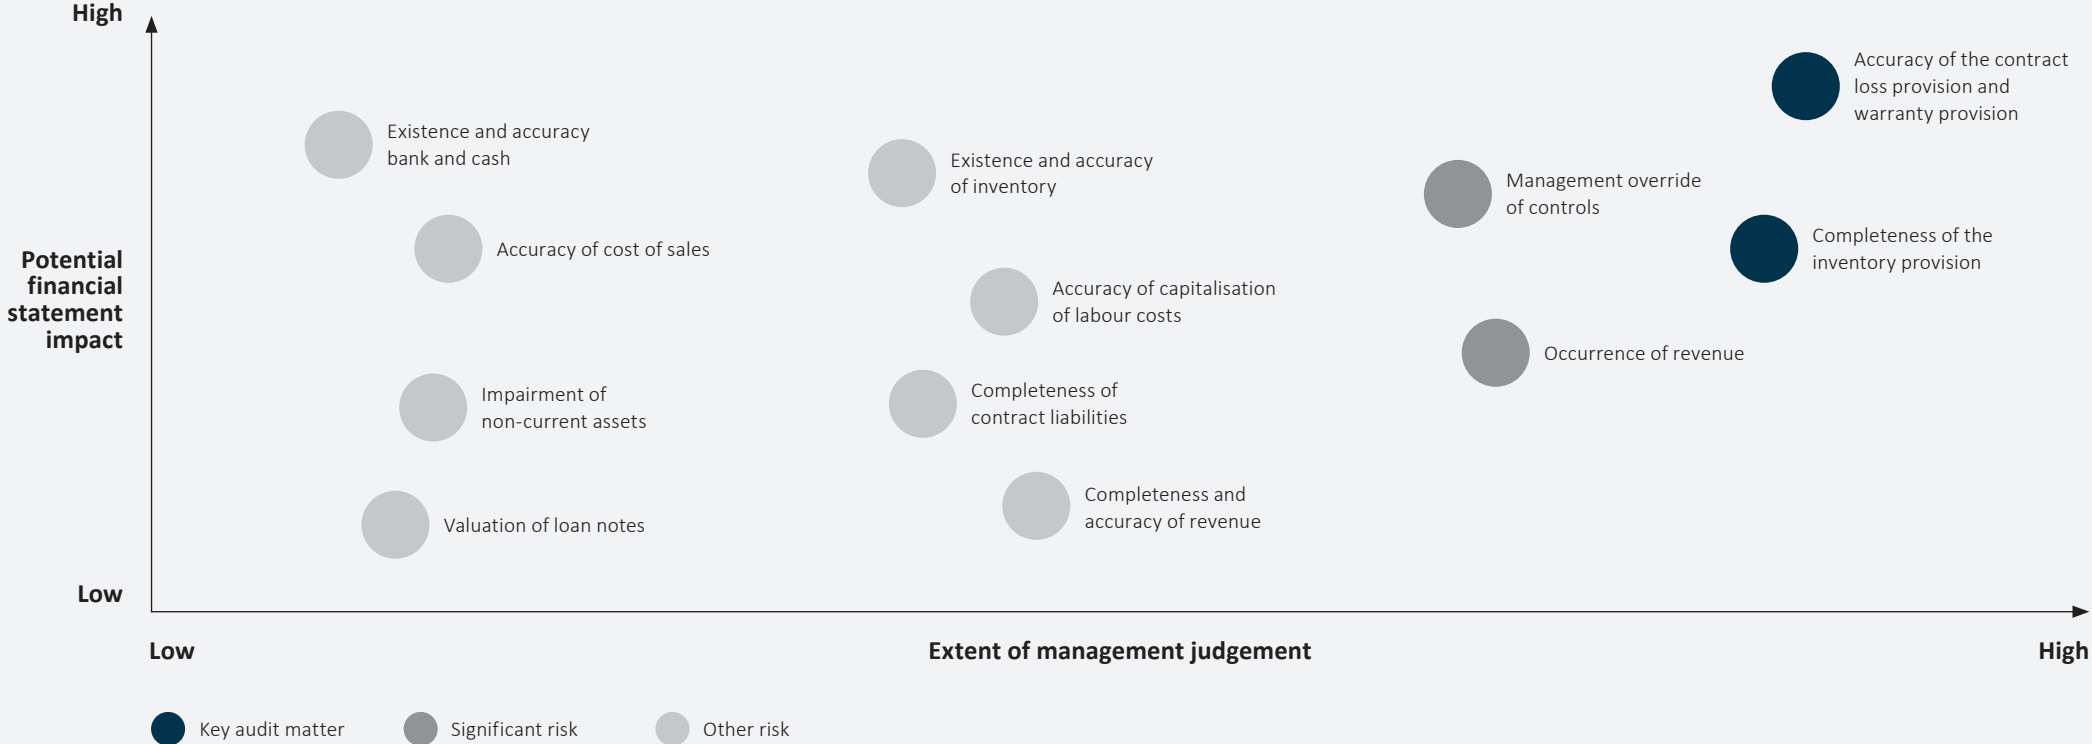 High
Accuracy of the contract
loss provision and
warranty provision
Existence and accuracy
bank and cash
Existence and accuracy
of inventory
Management override
of controls
Accuracy of cost of sales
Completeness of the
inventory provision
Potential
financial
statement
impact
Accuracy of capitalisation
of labour costs
Occurrence of revenue
Impairment of
non-current assets
Completeness of
contract liabilities
Completeness and
accuracy of revenue
Valuation of loan notes
Low
Low
Extent of management judgement
High
Key audit matter
Significant risk
Other risk